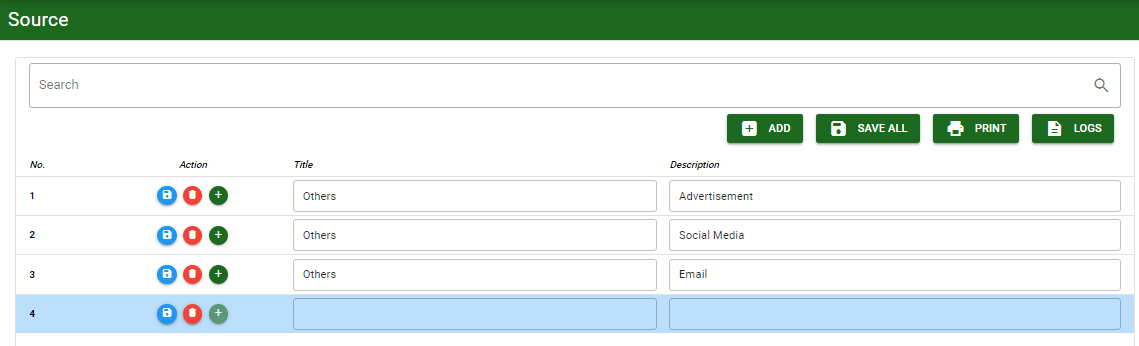 Source
Search
ADD SAVE ALL PRINT LOGS
No. Action Title Description
1 Others Advertisement
2 Others Social Media
3 Others Email
4